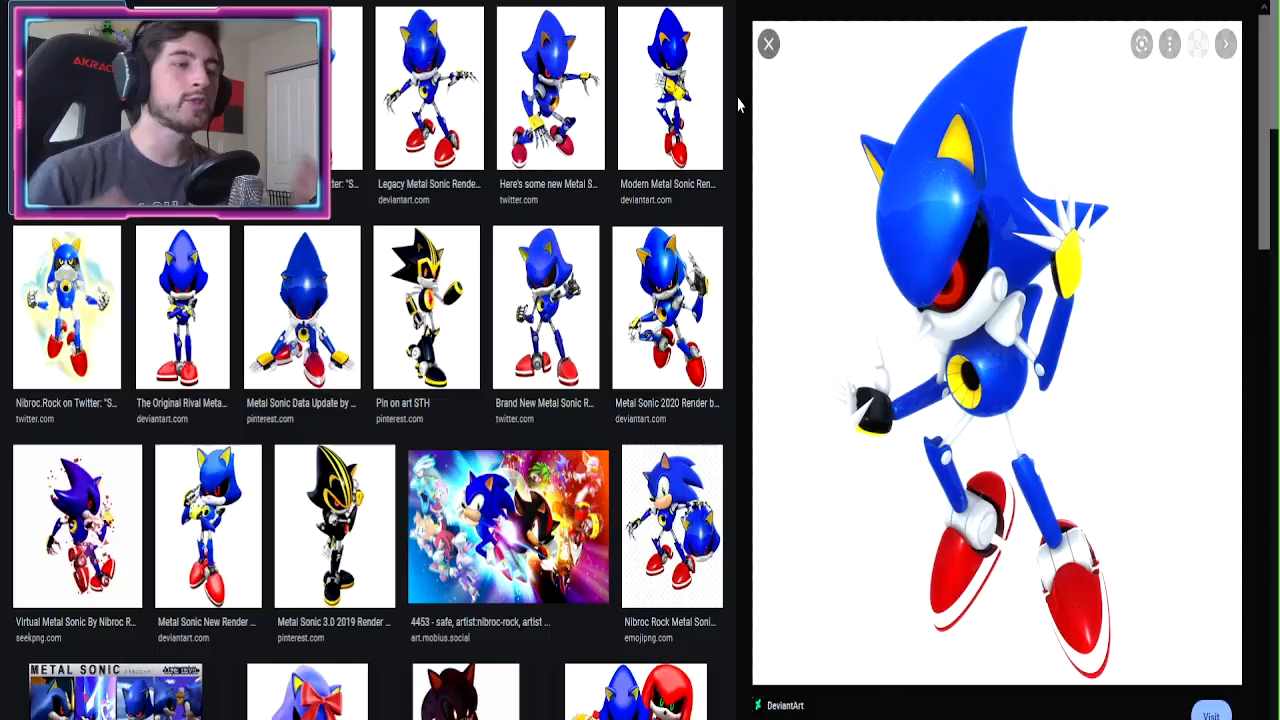 AKRACING
ter: "S...
Legacy Metal Sonic Rende...
deviantart.com
Here's some new Metal S...
twitter.com
Modern Metal Sonic Ren...
deviantart.com
Nibroc.Rock on Twitter: "S...
twitter.com
The Original Rival Meta...
deviantart.com
Metal Sonic Data Update by ...
pinterest.com
Pin on art STH
pinterest.com
Brand New Metal Sonic R...
twitter.com
Metal Sonic 2020 Render b...
deviantart.com
Virtual Metal Sonic By Nibroc R...
seekpng.com
Metal Sonic New Render ...
deviantart.com
Metal Sonic 3.0 2019 Render ...
pinterest.com
4453 - safe, artist:nibroc-rock, artist ...
art.mobius.social
Nibroc Rock Metal Soni...
emojipng.com
METAL SONIC
DeviantArt
Visit